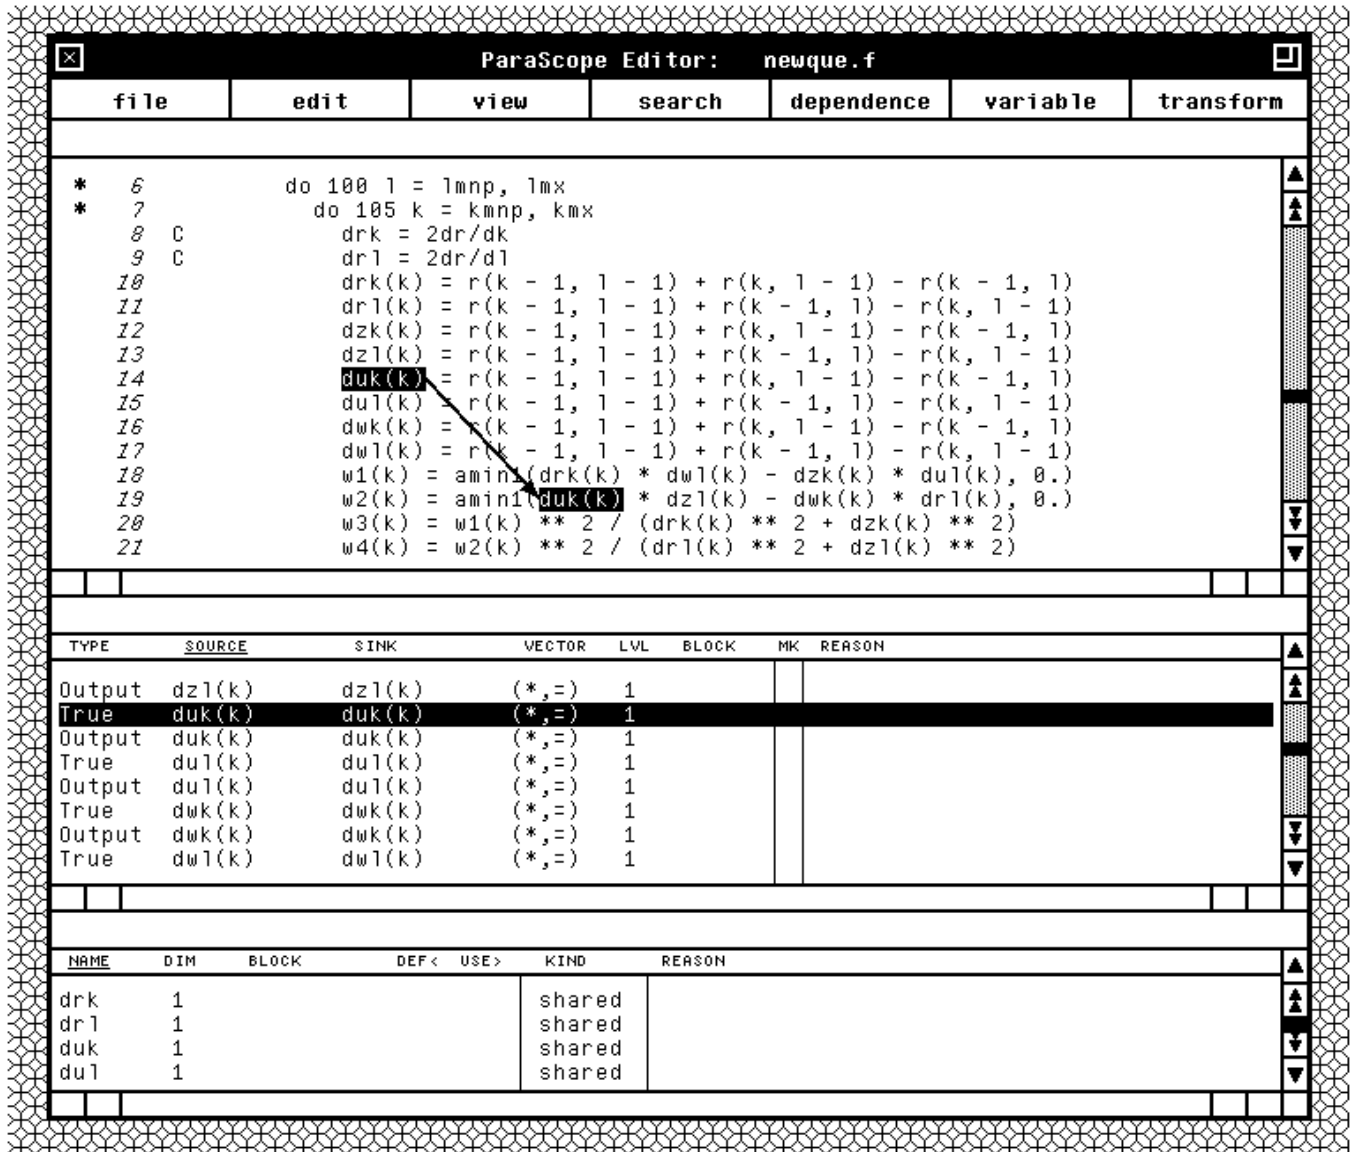 ParaScope Editor: newque.f
file edit view search dependence variable transform
* 6 do 100 l = lmnp, lmx
* 7 do 105 k = kmnp, kmx
8 C drk = 2dr/dk
9 C drl = 2dr/dl
10 drk(k) = r(k - 1, l - 1) + r(k, l - 1) - r(k - 1, l)
11 drl(k) = r(k - 1, l - 1) + r(k - 1, l) - r(k, l - 1)
12 dzk(k) = r(k - 1, l - 1) + r(k, l - 1) - r(k - 1, l)
13 dzl(k) = r(k - 1, l - 1) + r(k - 1, l) - r(k, l - 1)
14 duk(k) = r(k - 1, l - 1) + r(k, l - 1) - r(k - 1, l)
15 dul(k) = r(k - 1, l - 1) + r(k - 1, l) - r(k, l - 1)
16 dwk(k) = r(k - 1, l - 1) + r(k, l - 1) - r(k - 1, l)
17 dwl(k) = r(k - 1, l - 1) + r(k - 1, l) - r(k, l - 1)
18 w1(k) = amin1(drk(k) * dwl(k) - dzk(k) * dul(k), 0.)
19 w2(k) = amin1(duk(k) * dzl(k) - dwk(k) * drl(k), 0.)
20 w3(k) = w1(k) ** 2 / (drk(k) ** 2 + dzk(k) ** 2)
21 w4(k) = w2(k) ** 2 / (drl(k) ** 2 + dzl(k) ** 2)
TYPE SOURCE SINK VECTOR LVL BLOCK MK REASON
Output dzl(k) dzl(k) (*,=) 1
True duk(k) duk(k) (*,=) 1
Output duk(k) duk(k) (*,=) 1
True dul(k) dul(k) (*,=) 1
Output dul(k) dul(k) (*,=) 1
True dwk(k) dwk(k) (*,=) 1
Output dwk(k) dwk(k) (*,=) 1
True dwl(k) dwl(k) (*,=) 1
NAME DIM BLOCK DEF< USE> KIND REASON
drk 1 shared
drl 1 shared
duk 1 shared
dul 1 shared